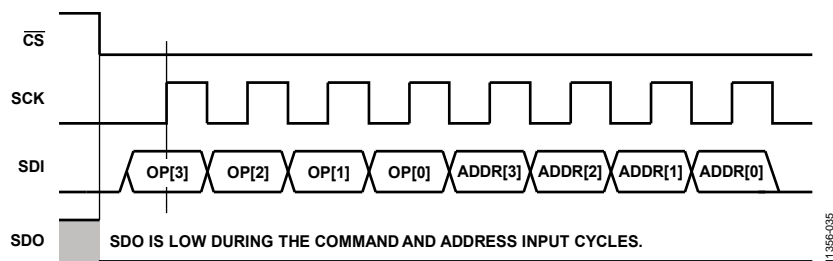 CS
SCK
SDI OP[3] OP[2] OP[1] OP[0] ADDR[3] ADDR[2] ADDR[1] ADDR[0]
SDO SDO IS LOW DURING THE COMMAND AND ADDRESS INPUT CYCLES.
11356-035